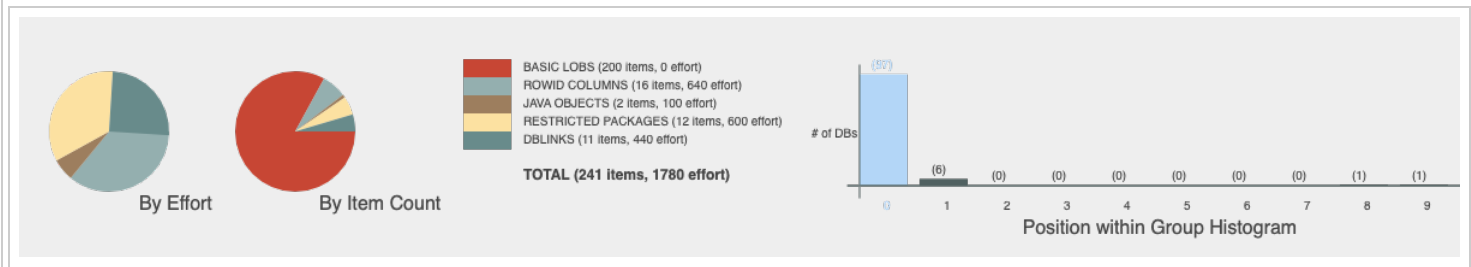 BASIC LOBS (200 items, 0 effort)
ROWID COLUMNS (16 items, 640 effort)
JAVA OBJECTS (2 items, 100 effort)
RESTRICTED PACKAGES (12 items, 600 effort)
DBLINKS (11 items, 440 effort)
TOTAL (241 items, 1780 effort)
By Effort
By Item Count
# of DBs
(97) (6) (0) (0) (0) (0) (0) (0) (1) (1)
0 1 2 3 4 5 6 7 8 9
Position within Group Histogram